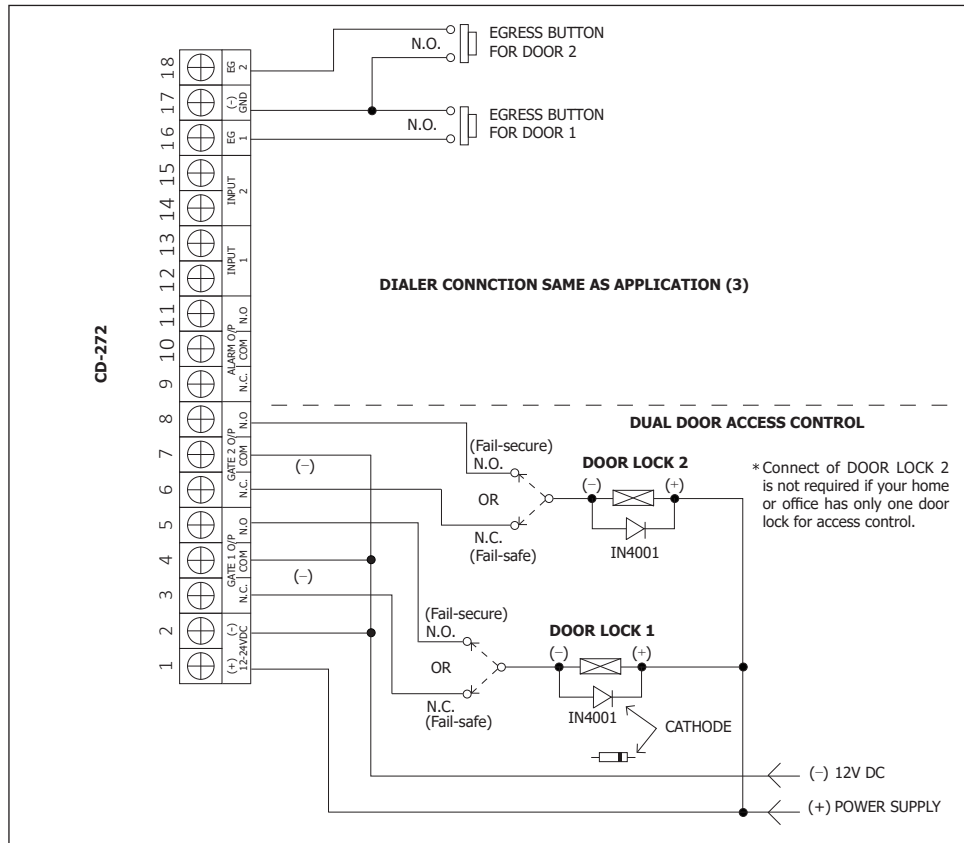 EGRESS BUTTON
FOR DOOR 2
N.O.
EGRESS BUTTON
FOR DOOR 1
N.O.
CD-272
18
EG
2
17
(-)
GND
16
EG
1
15
14
INPUT
2
13
12
INPUT
1
11
N.O
10
COM
ALARM O/P
9
N.C.
8
N.O
7
COM
GATE 2 O/P
6
N.C.
5
N.O
4
COM
GATE 1 O/P
3
N.C.
2
(-)
1
(+)
12-24VDC
DIALER CONNCTION SAME AS APPLICATION (3)
DUAL DOOR ACCESS CONTROL
(-)
(Fail-secure)
N.O.
OR
N.C.
(Fail-safe)
DOOR LOCK 2
(-)
(+)
IN4001
* Connect of DOOR LOCK 2
is not required if your home
or office has only one door
lock for access control.
(-)
(Fail-secure)
N.O.
OR
N.C.
(Fail-safe)
DOOR LOCK 1
(-)
(+)
IN4001
CATHODE
(-) 12V DC
(+) POWER SUPPLY